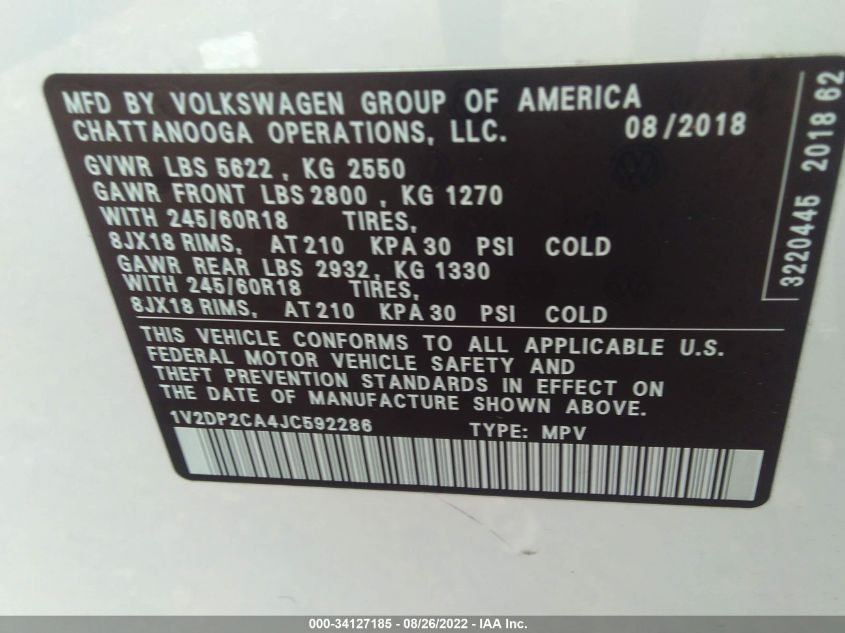 MFD BY VOLKSWAGEN GROUP OF AMERICA
CHATTANOOGA OPERATIONS, LLC. 08/2018
GVWR LBS 5622 , KG 2550
GAWR FRONT LBS 2800 , KG 1270
WITH 245/60R18 TIRES,
8JX18 RIMS, AT 210 KPA 30 PSI COLD
GAWR REAR LBS 2932, KG 1330
WITH 245/60R18 TIRES,
8JX18 RIMS, AT 210 KPA 30 PSI COLD
THIS VEHICLE CONFORMS TO ALL APPLICABLE U.S.
FEDERAL MOTOR VEHICLE SAFETY AND
THEFT PREVENTION STANDARDS IN EFFECT ON
THE DATE OF MANUFACTURE SHOWN ABOVE.
1V2DP2CA4JC592286 TYPE: MPV
3220445 2018 62
000-34127185 - 08/26/2022 - IAA Inc.